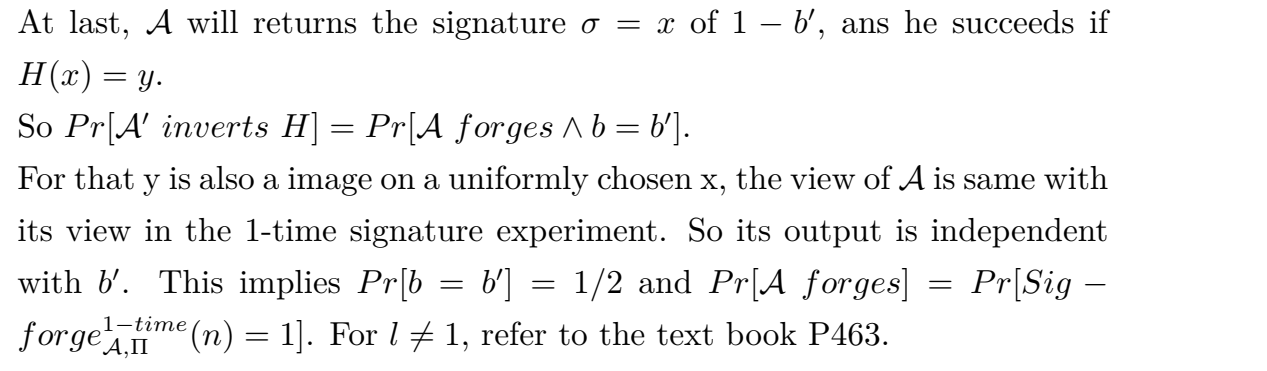 At last, 𝒜 will returns the signature σ = x of 1 − b′, ans he succeeds if
H(x) = y.
So Pr[𝒜′ inverts H] = Pr[𝒜 forges ∧ b = b′].
For that y is also a image on a uniformly chosen x, the view of 𝒜 is same with
its view in the 1-time signature experiment. So its output is independent
with b′. This implies Pr[b = b′] = 1/2 and Pr[𝒜 forges] = Pr[Sig −
forge^{1−time}_{𝒜,Π}(n) = 1]. For l ≠ 1, refer to the text book P463.